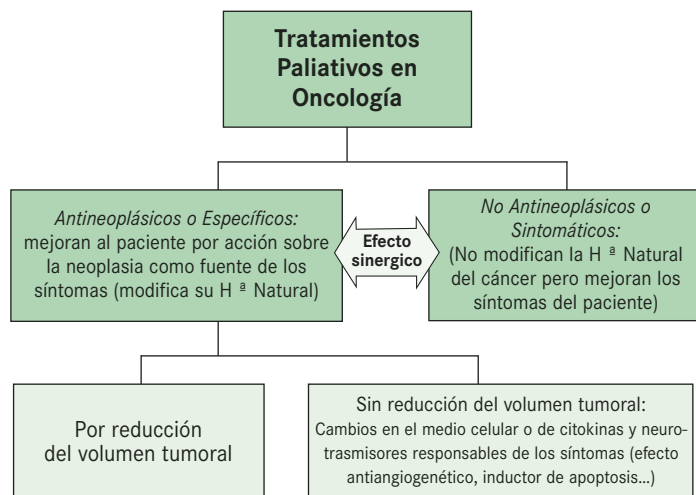 Tratamientos
Paliativos en
Oncología
Antineoplásicos o Específicos:
mejoran al paciente por acción sobre
la neoplasia como fuente de los
síntomas (modifica su H ª Natural)
Efecto
sinergico
No Antineoplásicos o
Sintomáticos:
(No modifican la H ª Natural
del cáncer pero mejoran los
síntomas del paciente)
Por reducción
del volumen tumoral
Sin reducción del volumen tumoral:
Cambios en el medio celular o de citokinas y neuro-
trasmisores responsables de los síntomas (efecto
antiangiogenético, inductor de apoptosis...)